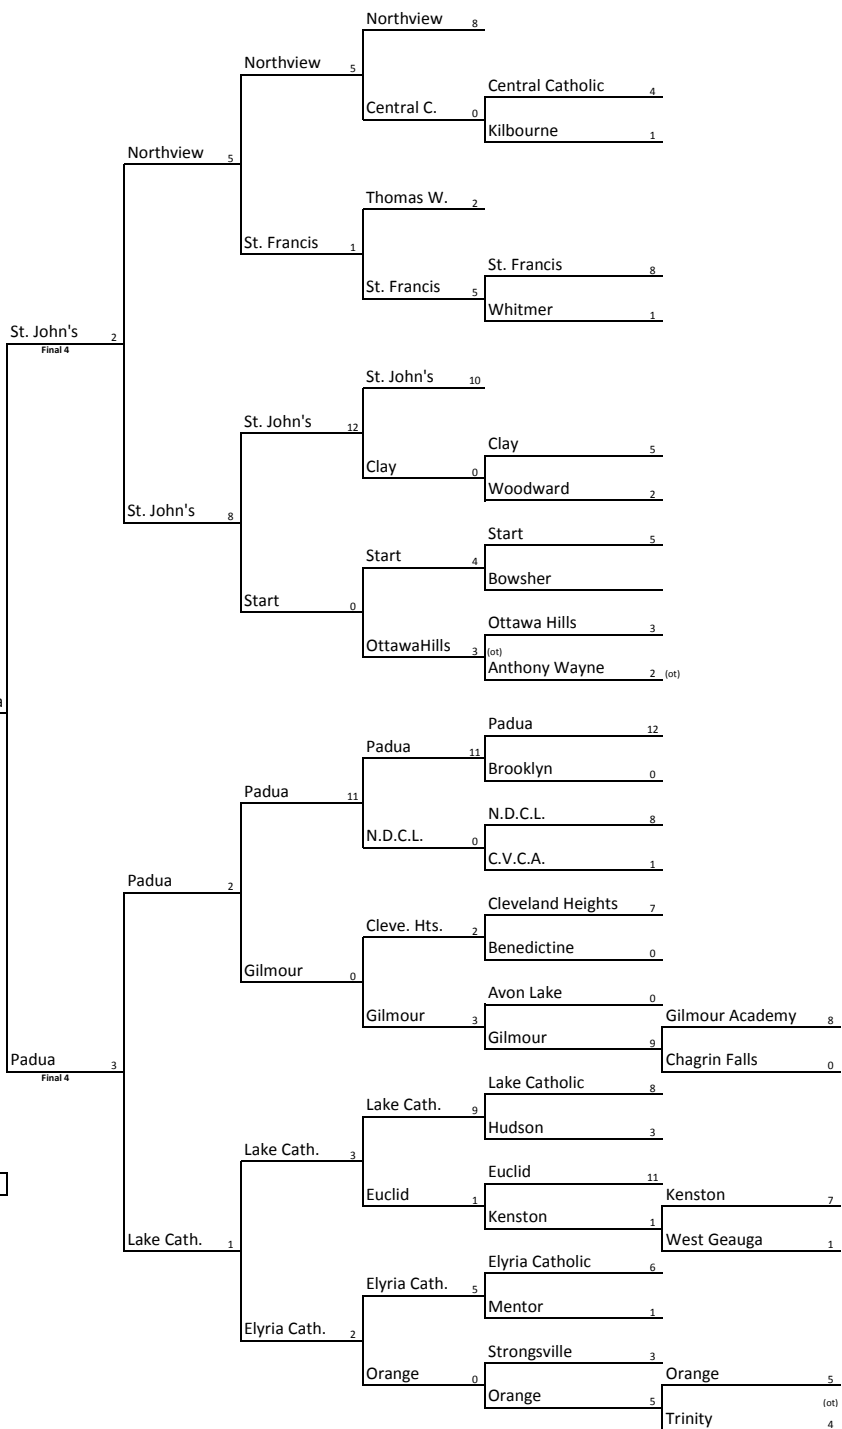 Northview 8
Northview 5
Central Catholic 4
Central C. 0
Kilbourne 1
Northview 5
Thomas W. 2
St. Francis 1
St. Francis 8
St. Francis 5
Whitmer 1
St. John's 2
Final 4
St. John's 10
St. John's 12
Clay 5
Clay 0
Woodward 2
St. John's 8
Start 5
Start 4
Bowsher
Start 0
Ottawa Hills 3
OttawaHills 3 (ot)
Anthony Wayne 2 (ot)
a
Padua 12
Padua 11
Brooklyn 0
Padua 11
N.D.C.L. 8
N.D.C.L. 0
C.V.C.A. 1
Padua 2
Cleveland Heights 7
Cleve. Hts. 2
Benedictine 0
Gilmour 0
Avon Lake 0
Gilmour 3
Gilmour Academy 8
Gilmour 9
Chagrin Falls 0
Padua 3
Final 4
Lake Catholic 8
Lake Cath. 9
Hudson 3
Lake Cath. 3
Euclid 11
Euclid 1
Kenston 7
Kenston 1
West Geauga 1
Lake Cath. 1
Elyria Catholic 6
Elyria Cath. 5
Mentor 1
Elyria Cath. 2
Strongsville 3
Orange 0
Orange 5
Orange 5
(ot)
Trinity 4